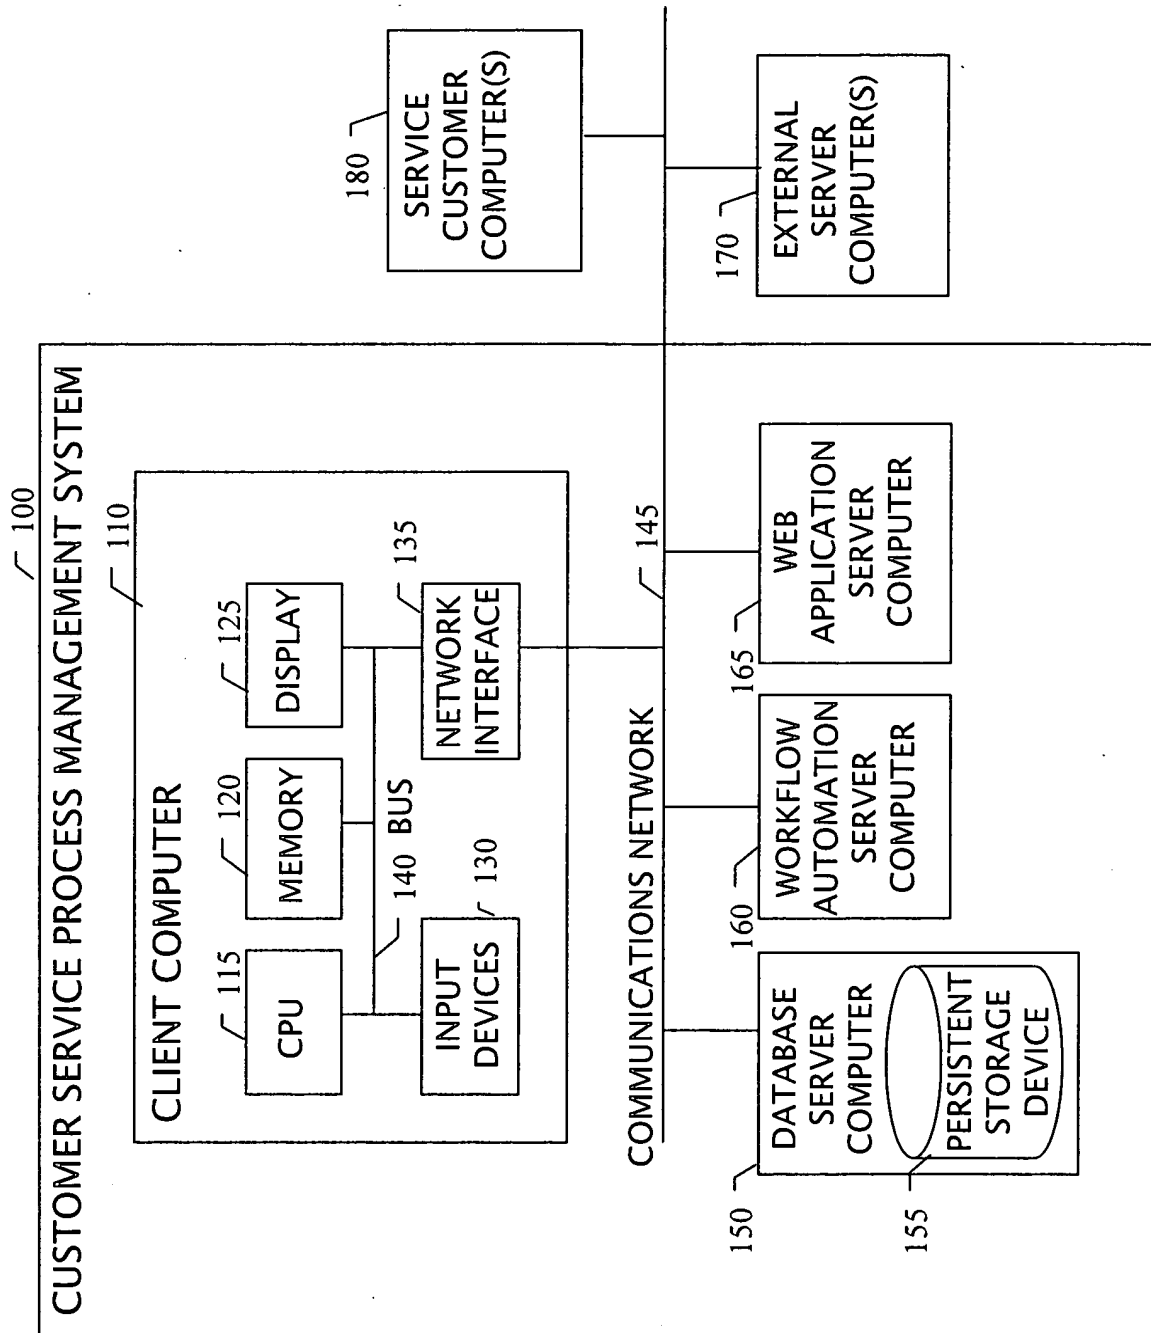 100
CUSTOMER SERVICE PROCESS MANAGEMENT SYSTEM
110
CLIENT COMPUTER
115
CPU
120
MEMORY
125
DISPLAY
140
BUS
130
INPUT
DEVICES
135
NETWORK
INTERFACE
COMMUNICATIONS NETWORK
145
150
DATABASE
SERVER
COMPUTER
155
PERSISTENT
STORAGE
DEVICE
160
WORKFLOW
AUTOMATION
SERVER
COMPUTER
165
WEB
APPLICATION
SERVER
COMPUTER
180
SERVICE
CUSTOMER
COMPUTER(S)
170
EXTERNAL
SERVER
COMPUTER(S)